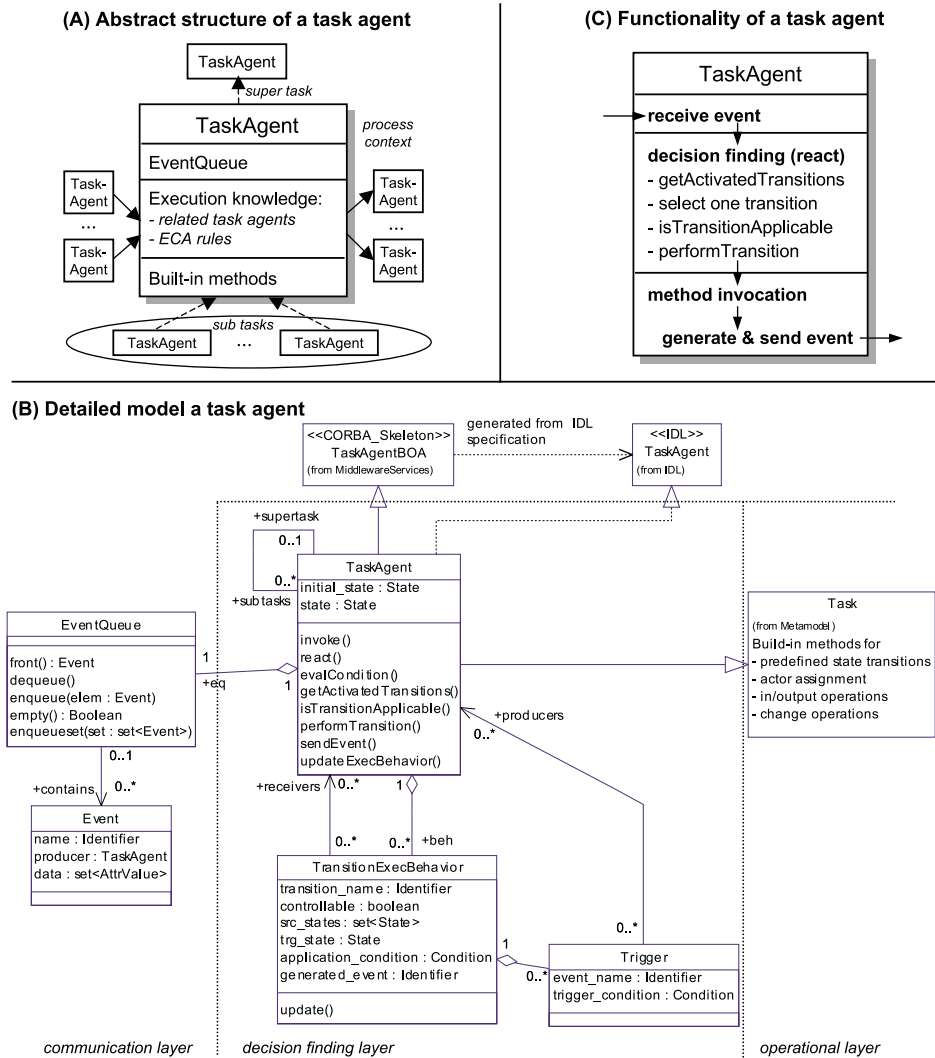 (A) Abstract structure of a task agent
TaskAgent
super task
TaskAgent
process
context
EventQueue
Task-
Agent
...
Task-
Agent
Execution knowledge:
- related task agents
- ECA rules
Task-
Agent
...
Task-
Agent
Built-in methods
sub tasks
TaskAgent
...
TaskAgent
(C) Functionality of a task agent
TaskAgent
receive event
decision finding (react)
- getActivatedTransitions
- select one transition
- isTransitionApplicable
- performTransition
method invocation
generate & send event
(B) Detailed model a task agent
<<CORBA_Skeleton>>
TaskAgentBOA
(from MiddlewareServices)
generated from IDL
specification
<<IDL>>
TaskAgent
(from IDL)
+supertask
0..1
0..*
+subtasks
TaskAgent
initial_state : State
state : State
invoke()
react()
evalCondition()
getActivatedTransitions()
isTransitionApplicable()
performTransition()
sendEvent()
updateExecBehavior()
EventQueue
front() : Event
dequeue()
enqueue(elem : Event)
empty() : Boolean
enqueueset(set : set<Event>)
1
+eq
1
0..1
0..*
+contains
Event
name : Identifier
producer : TaskAgent
data : set<AttrValue>
Task
(from Metamodel)
Build-in methods for
- predefined state transitions
- actor assignment
- in/output operations
- change operations
+producers
0..*
+receivers
0..*
1
0..*
0..*
+beh
TransitionExecBehavior
transition_name : Identifier
controllable : boolean
src_states : set<State>
trg_state : State
application_condition : Condition
generated_event : Identifier
update()
1
0..*
0..*
Trigger
event_name : Identifier
trigger_condition : Condition
communication layer
decision finding layer
operational layer